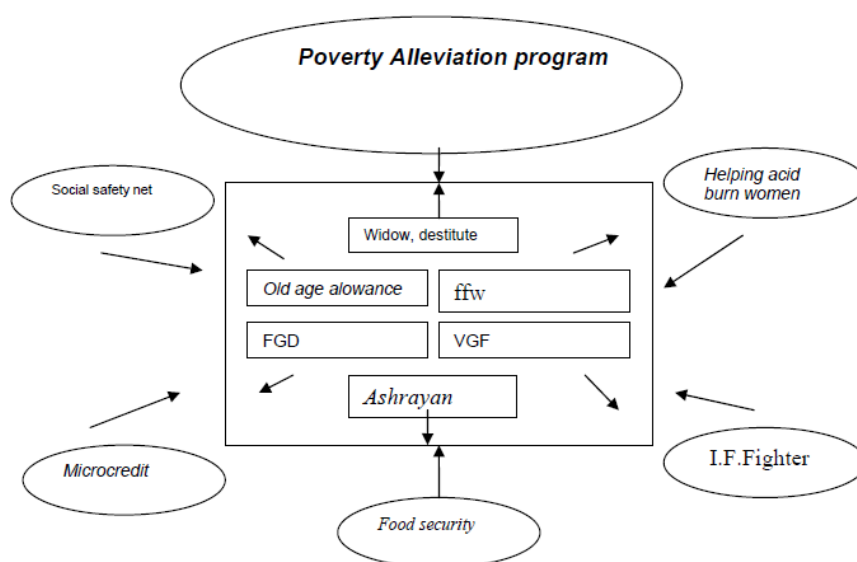 Poverty Alleviation program
Social safety net
Helping acid
burn women
Widow, destitute
Old age alowance
ffw
FGD
VGF
Ashrayan
Microcredit
I.F.Fighter
Food security